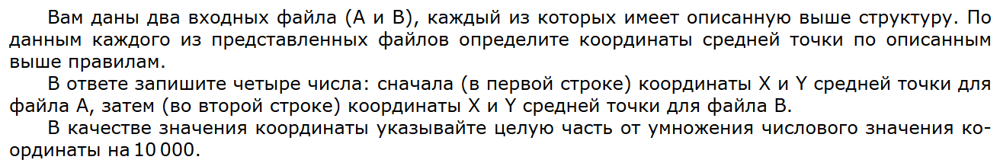 Вам даны два входных файла (A и B), каждый из которых имеет описанную выше структуру. По
данным каждого из представленных файлов определите координаты средней точки по описанным
выше правилам.
В ответе запишите четыре числа: сначала (в первой строке) координаты X и Y средней точки для
файла A, затем (во второй строке) координаты X и Y средней точки для файла B.
В качестве значения координаты указывайте целую часть от умножения числового значения ко-
ординаты на 10 000.